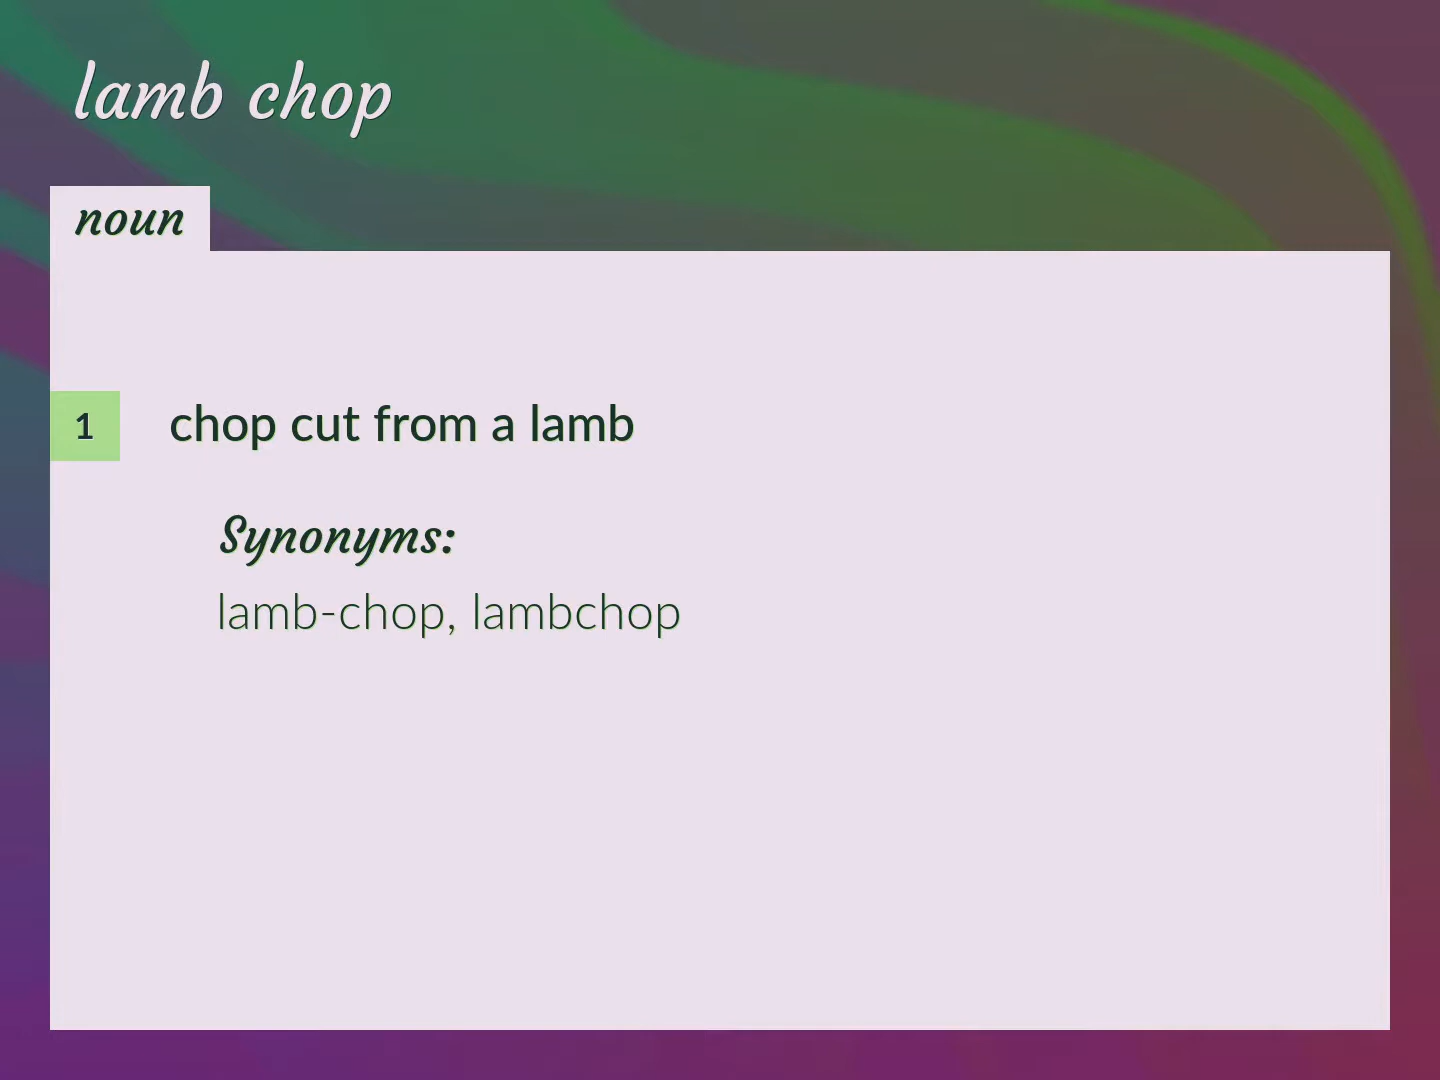 lamb chop
noun
1 chop cut from a lamb
Synonyms:
lamb-chop, lambchop